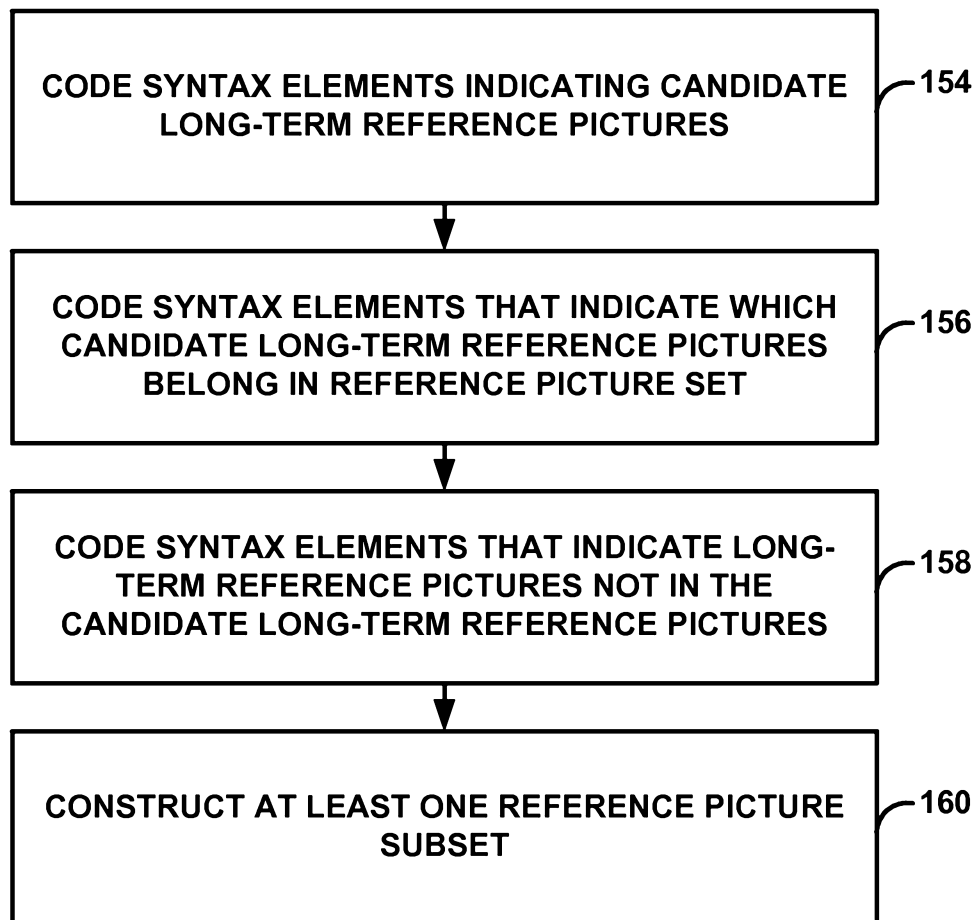 CODE SYNTAX ELEMENTS INDICATING CANDIDATE
LONG-TERM REFERENCE PICTURES
154
CODE SYNTAX ELEMENTS THAT INDICATE WHICH
CANDIDATE LONG-TERM REFERENCE PICTURES
BELONG IN REFERENCE PICTURE SET
156
CODE SYNTAX ELEMENTS THAT INDICATE LONG-
TERM REFERENCE PICTURES NOT IN THE
CANDIDATE LONG-TERM REFERENCE PICTURES
158
CONSTRUCT AT LEAST ONE REFERENCE PICTURE
SUBSET
160